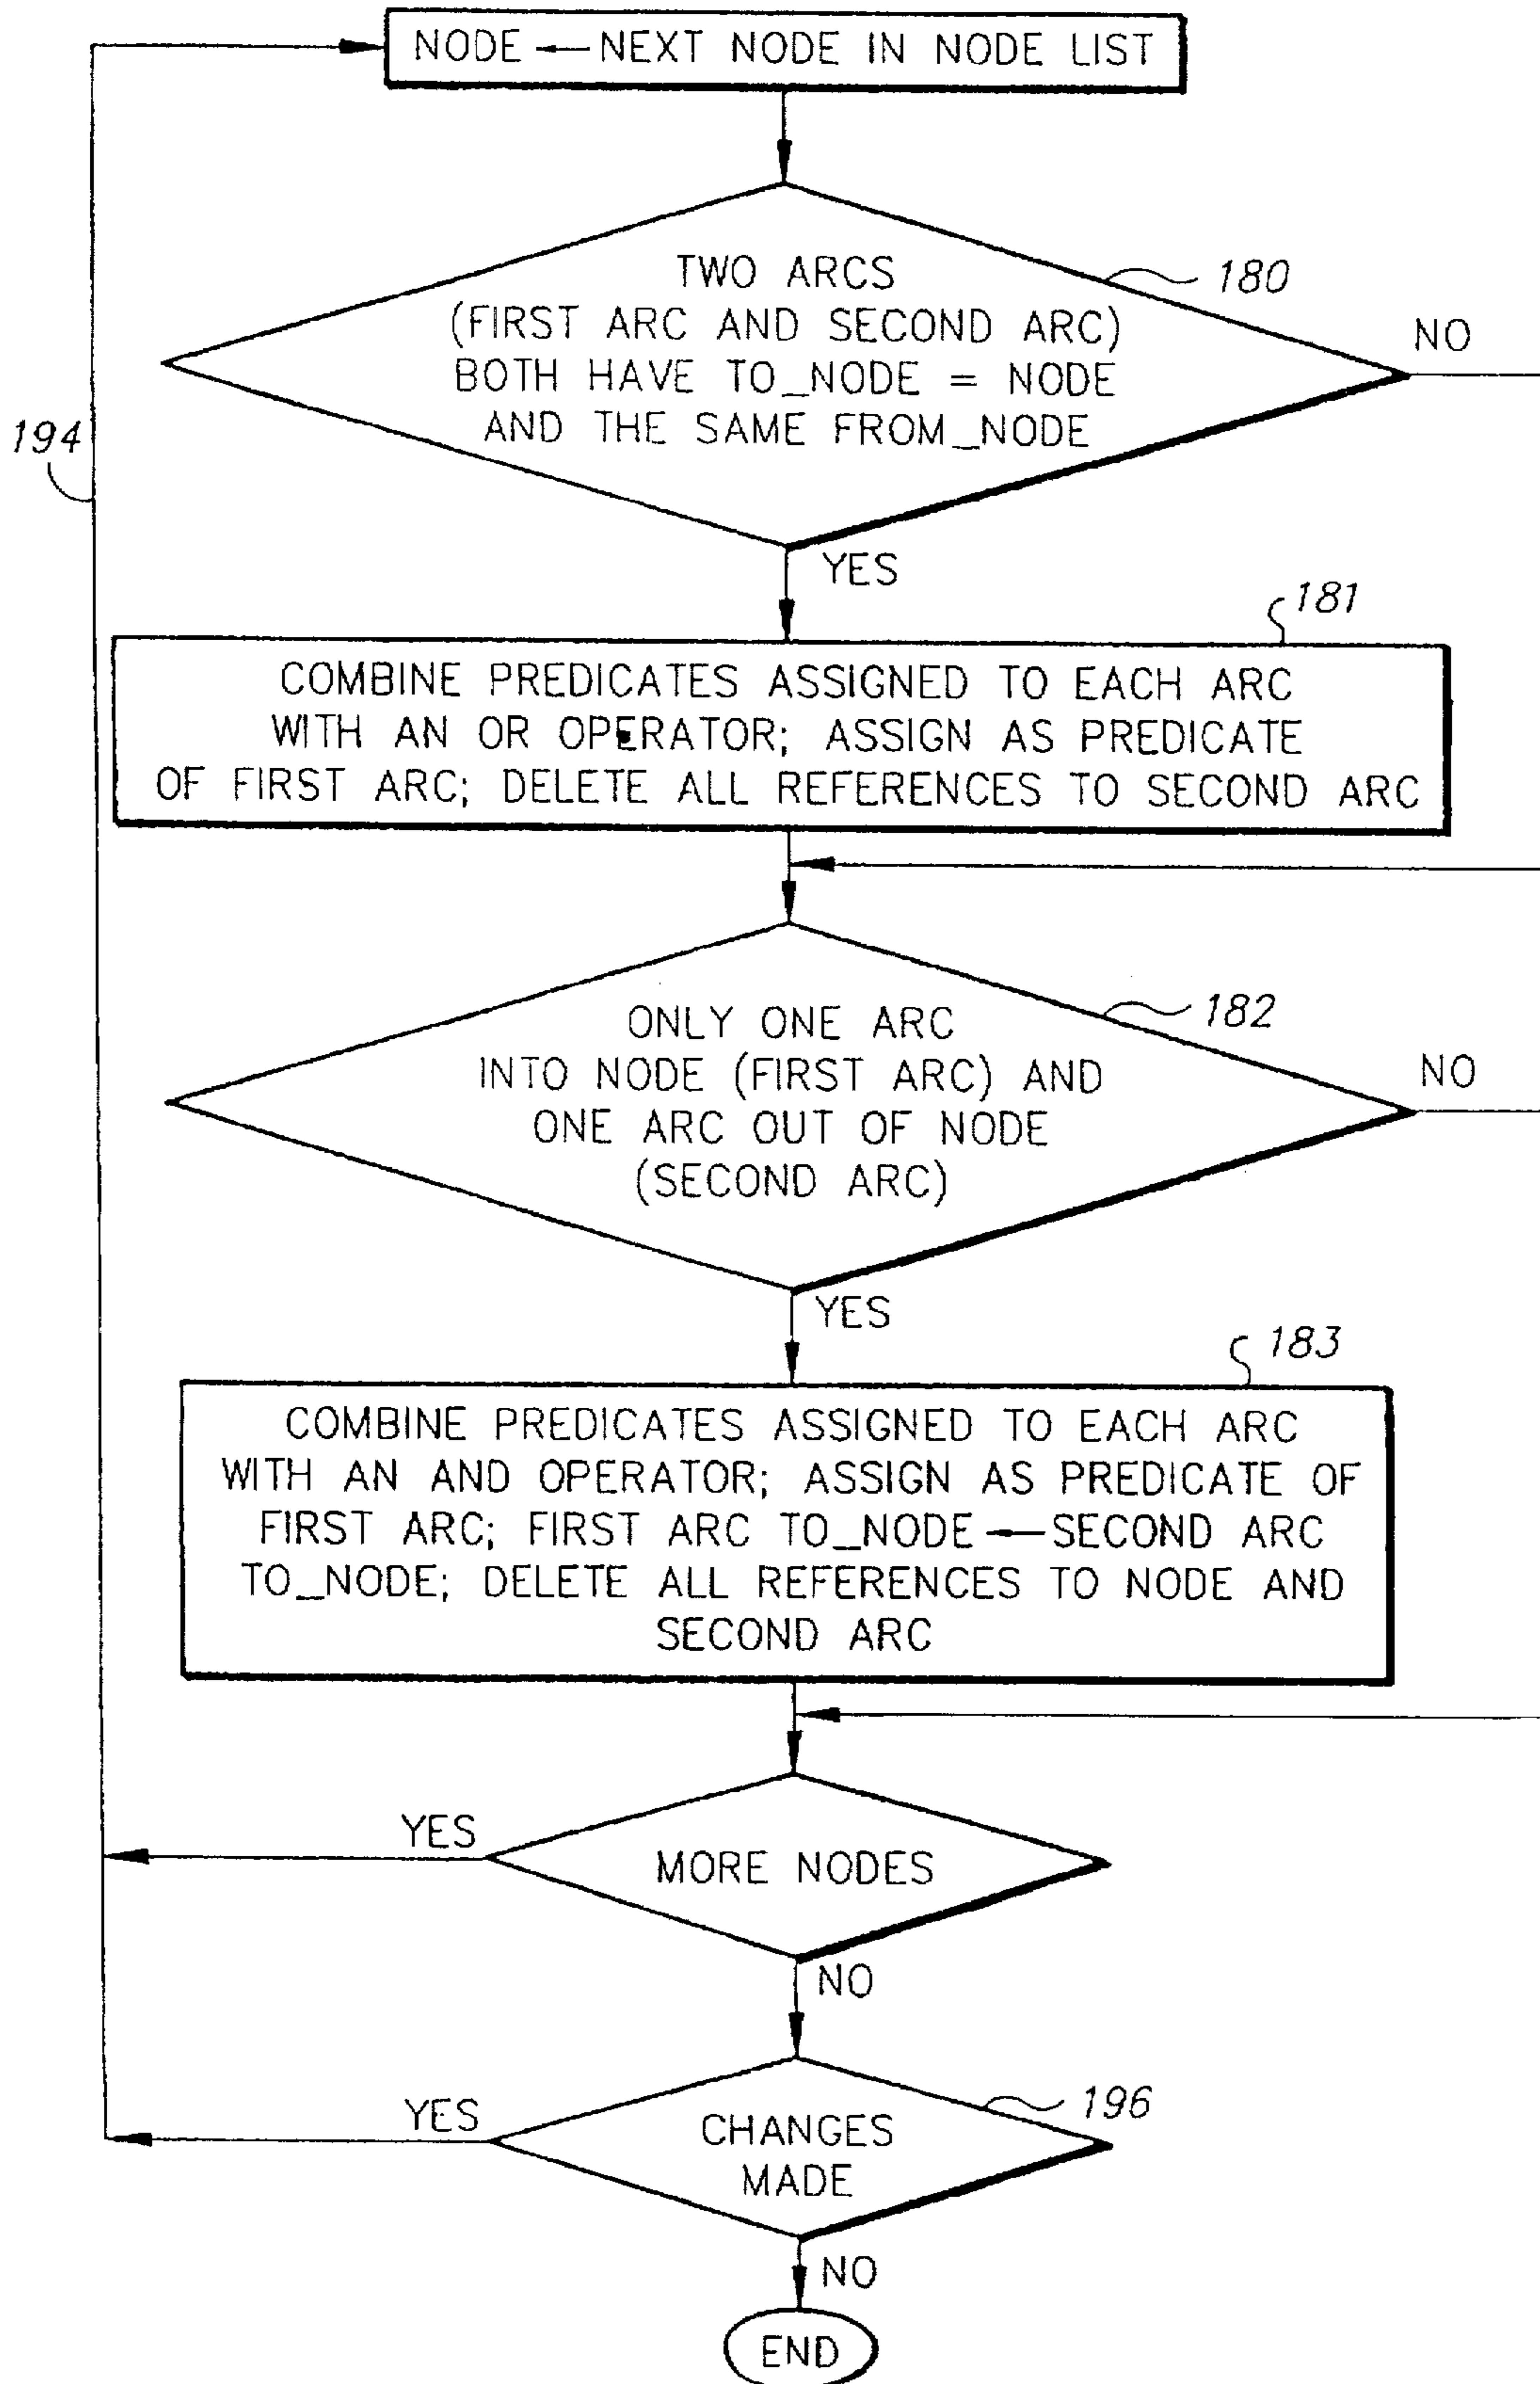 NODE ← NEXT NODE IN NODE LIST
TWO ARCS
(FIRST ARC AND SECOND ARC)
BOTH HAVE TO_NODE = NODE
AND THE SAME FROM_NODE
180
NO
194
YES
181
COMBINE PREDICATES ASSIGNED TO EACH ARC
WITH AN OR OPERATOR; ASSIGN AS PREDICATE
OF FIRST ARC; DELETE ALL REFERENCES TO SECOND ARC
182
ONLY ONE ARC
INTO NODE (FIRST ARC) AND
ONE ARC OUT OF NODE
(SECOND ARC)
NO
YES
183
COMBINE PREDICATES ASSIGNED TO EACH ARC
WITH AN AND OPERATOR; ASSIGN AS PREDICATE OF
FIRST ARC; FIRST ARC TO_NODE ← SECOND ARC
TO_NODE; DELETE ALL REFERENCES TO NODE AND
SECOND ARC
YES
MORE NODES
NO
196
YES
CHANGES
MADE
NO
END